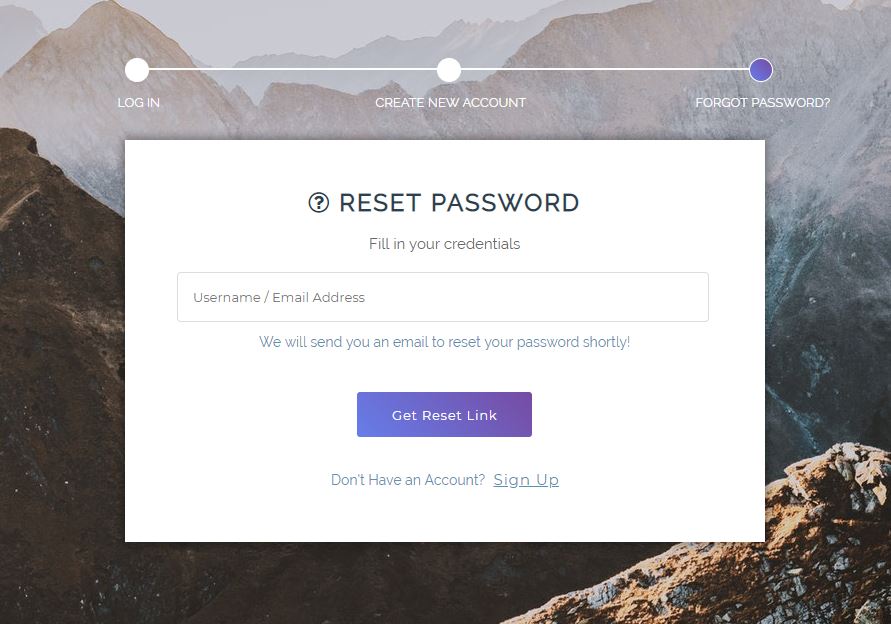 LOG IN
CREATE NEW ACCOUNT
FORGOT PASSWORD?
RESET PASSWORD
Fill in your credentials
Username / Email Address
We will send you an email to reset your password shortly!
Get Reset Link
Don't Have an Account? Sign Up